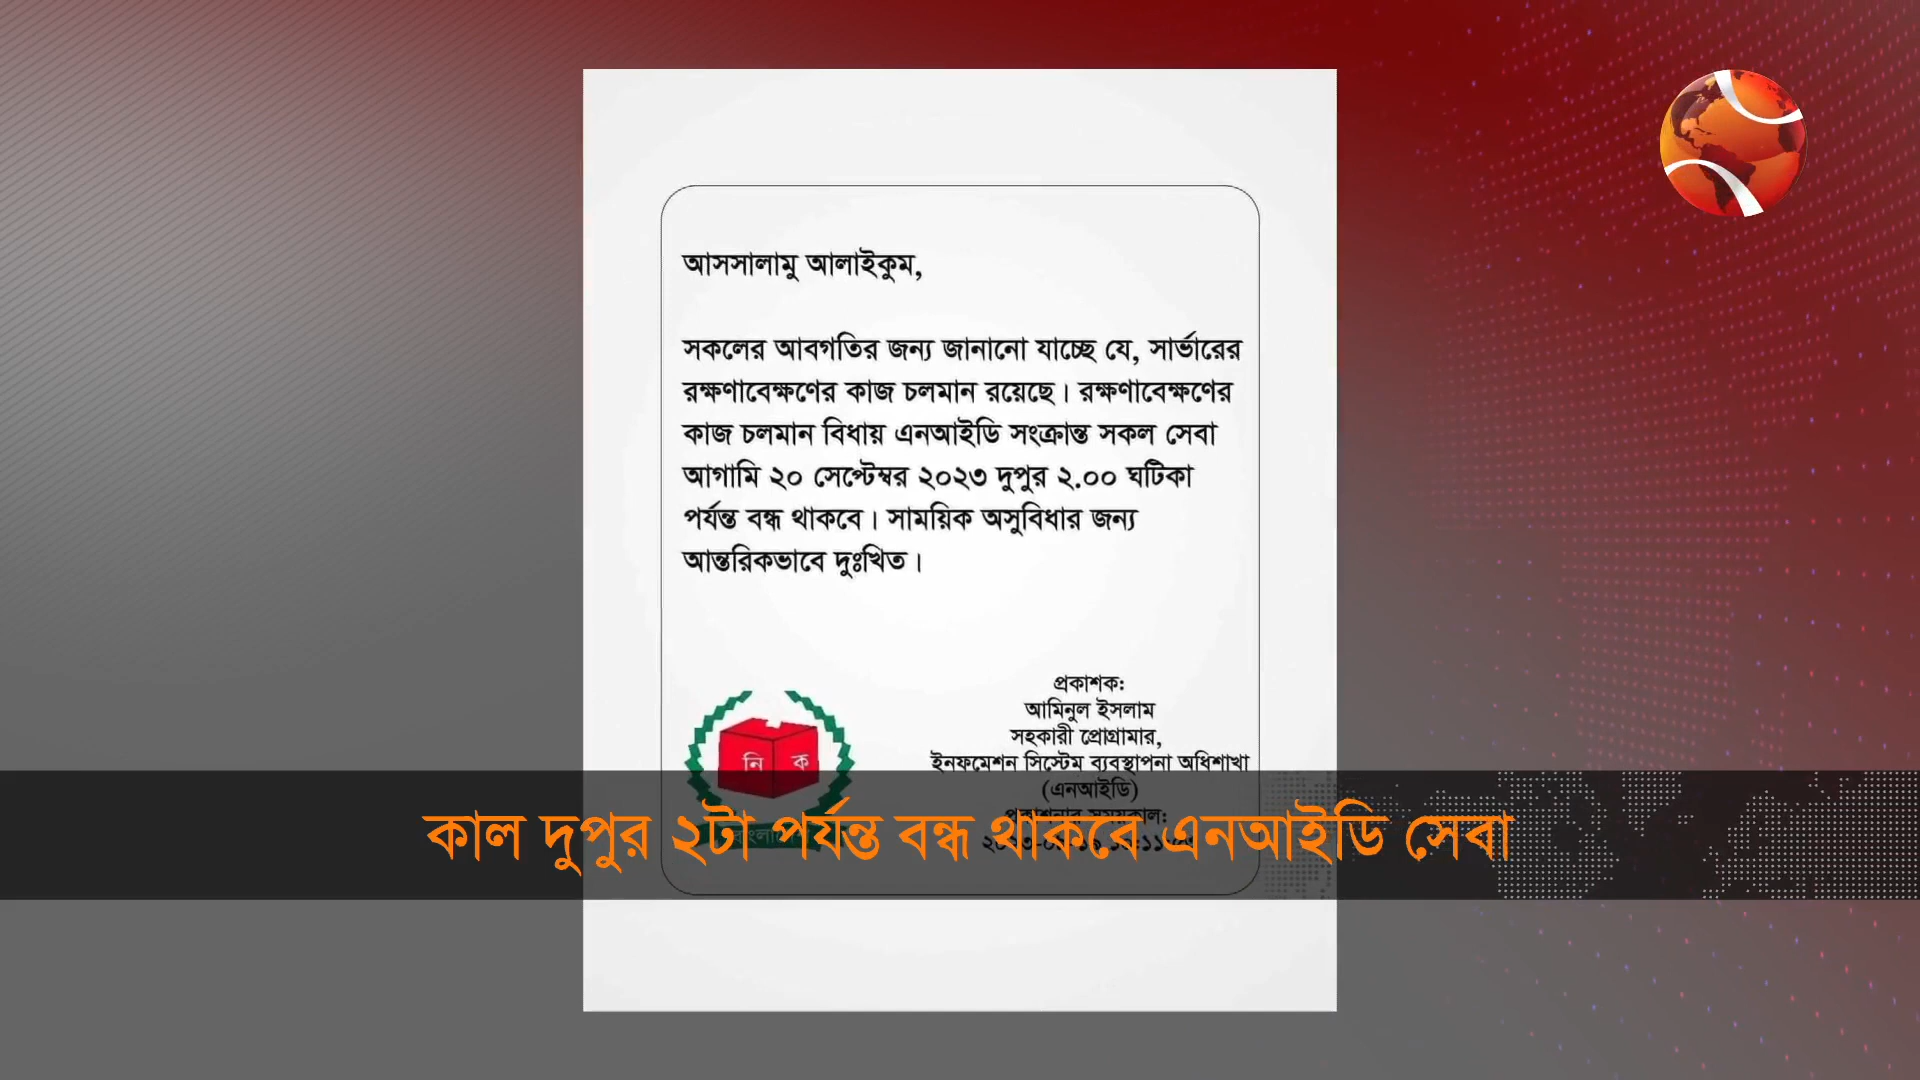 আসসালামু আলাইকুম,
সকলের আবগতির জন্য জানানো যাচ্ছে যে, সার্ভারের
রক্ষণাবেক্ষণের কাজ চলমান রয়েছে। রক্ষণাবেক্ষণের
কাজ চলমান বিধায় এনআইডি সংক্রান্ত সকল সেবা
আগামি ২০ সেপ্টেম্বর ২০২৩ দুপুর ২.০০ ঘটিকা
পর্যন্ত বন্ধ থাকবে। সাময়িক অসুবিধার জন্য
আন্তরিকভাবে দুঃখিত।
প্রকাশক:
আমিনুল ইসলাম
সহকারী প্রোগ্রামার,
ইনফমেশন সিস্টেম ব্যবস্থাপনা অধিশাখা
(এনআইডি)
নি ক
কাল দুপুর ২টা পর্যন্ত বন্ধ থাকবে এনআইডি সেবা